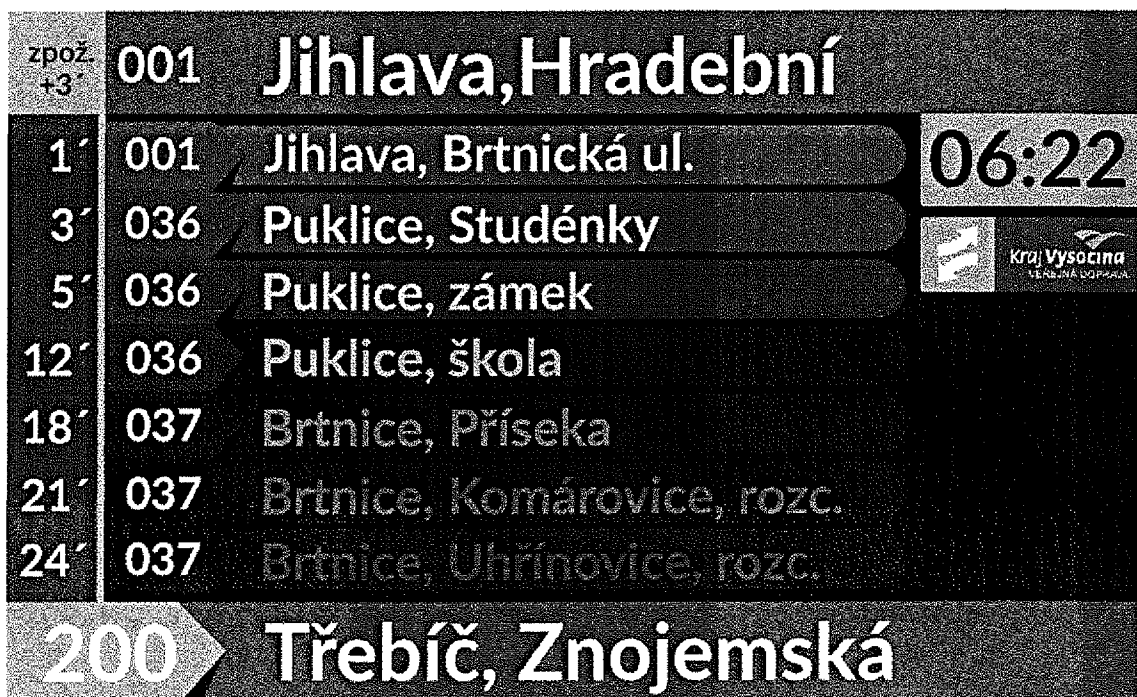 zpož.
+3´ 001 Jihlava,Hradební
1´ 001 Jihlava, Brtnická ul.
06:22
3´ 036 Puklice, Studénky
kraj Vysočina
VEŘEJNÁ DOPRAVA
5´ 036 Puklice, zámek
12´ 036 Puklice, škola
18´ 037 Brtnice, Příseka
21´ 037 Brtnice, Komárovice, rozc.
24´ 037 Brtnice, Uhřínovice, rozc.
200 Třebíč, Znojemská